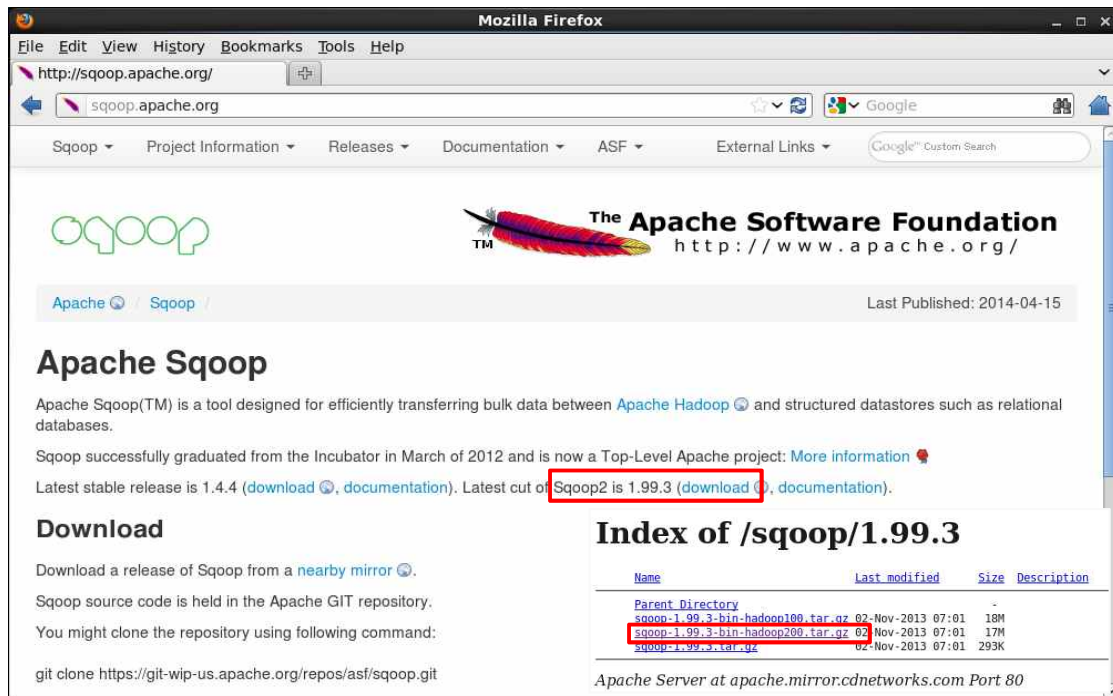 Mozilla Firefox
File Edit View History Bookmarks Tools Help
http://sqoop.apache.org/
sqoop.apache.org
Google
Sqoop Project Information Releases Documentation ASF External Links Google™ Custom Search
sqoop
TM
The Apache Software Foundation
http://www.apache.org/
Apache / Sqoop /
Last Published: 2014-04-15
Apache Sqoop
Apache Sqoop(TM) is a tool designed for efficiently transferring bulk data between Apache Hadoop and structured datastores such as relational
databases.
Sqoop successfully graduated from the Incubator in March of 2012 and is now a Top-Level Apache project: More information
Latest stable release is 1.4.4 (download , documentation). Latest cut of Sqoop2 is 1.99.3 (download , documentation).
Download
Download a release of Sqoop from a nearby mirror .
Sqoop source code is held in the Apache GIT repository.
You might clone the repository using following command:
git clone https://git-wip-us.apache.org/repos/asf/sqoop.git
Index of /sqoop/1.99.3
Name Last modified Size Description
Parent Directory -
sqoop-1.99.3-bin-hadoop100.tar.gz 02-Nov-2013 07:01 18M
sqoop-1.99.3-bin-hadoop200.tar.gz 02-Nov-2013 07:01 17M
sqoop-1.99.3.tar.gz 02-Nov-2013 07:01 293K
Apache Server at apache.mirror.cdnetworks.com Port 80